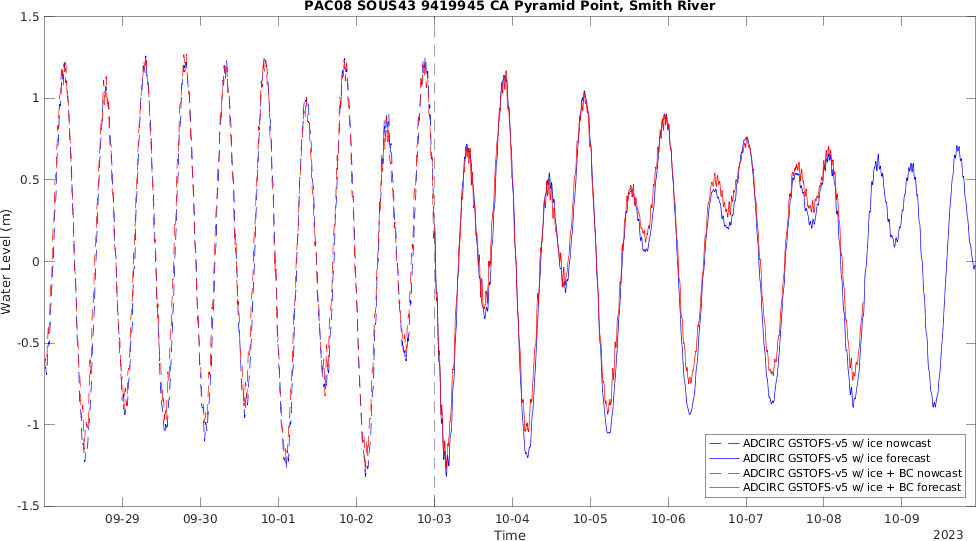 PAC08 SOUS43 9419945 CA Pyramid Point, Smith River
Water Level (m)
1.5
1
0.5
0
-0.5
-1
-1.5
09-29
09-30
10-01
10-02
10-03
10-04
10-05
10-06
10-07
10-08
10-09
Time
2023
ADCIRC GSTOFS-v5 w/ ice nowcast
ADCIRC GSTOFS-v5 w/ ice forecast
ADCIRC GSTOFS-v5 w/ ice + BC nowcast
ADCIRC GSTOFS-v5 w/ ice + BC forecast